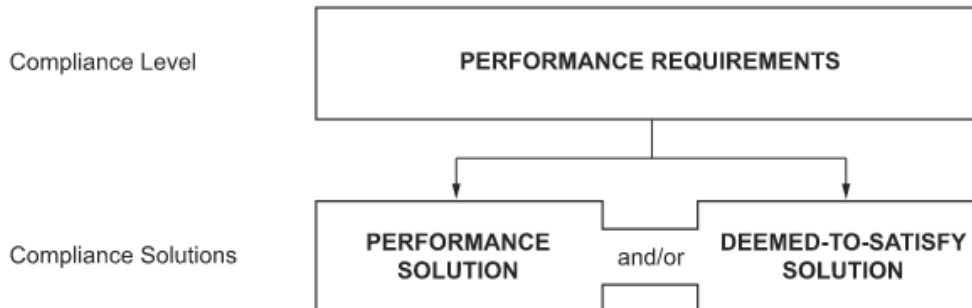 Compliance Level
PERFORMANCE REQUIREMENTS
Compliance Solutions
PERFORMANCE
SOLUTION
and/or
DEEMED-TO-SATISFY
SOLUTION